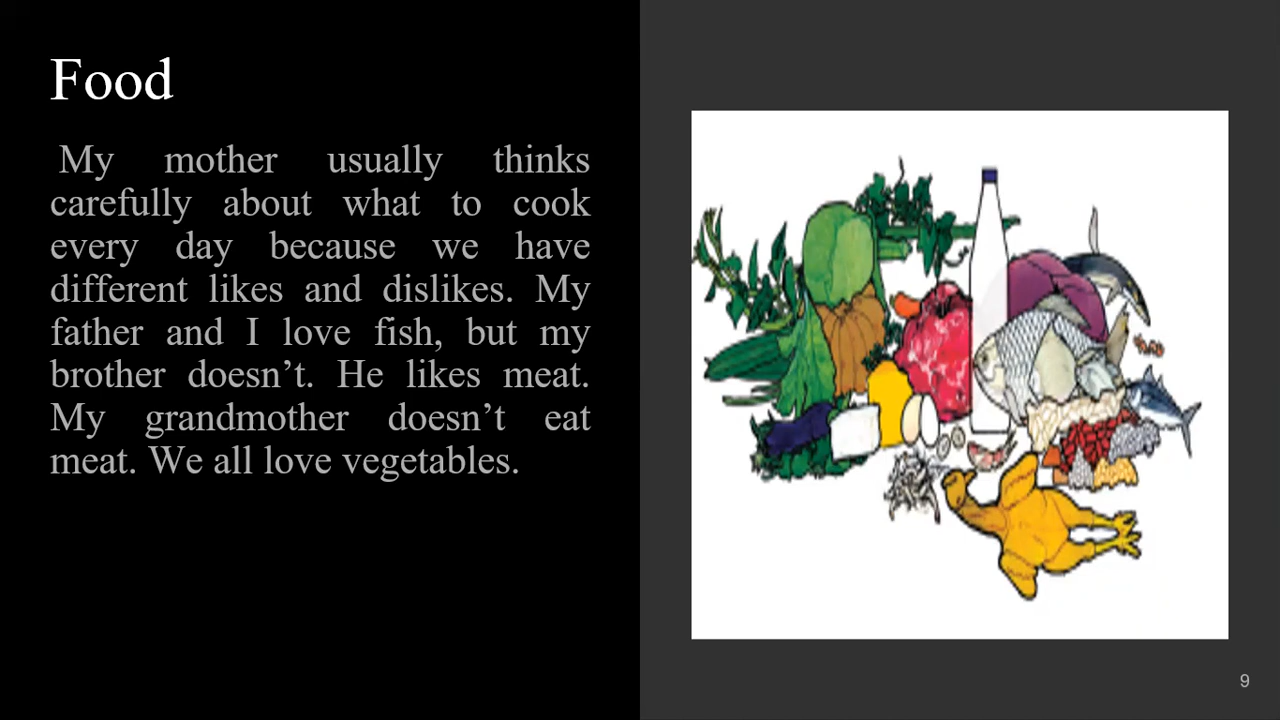 Food
My mother usually thinks
carefully about what to cook
every day because we have
different likes and dislikes. My
father and I love fish, but my
brother doesn’t. He likes meat.
My grandmother doesn’t eat
meat. We all love vegetables.
9